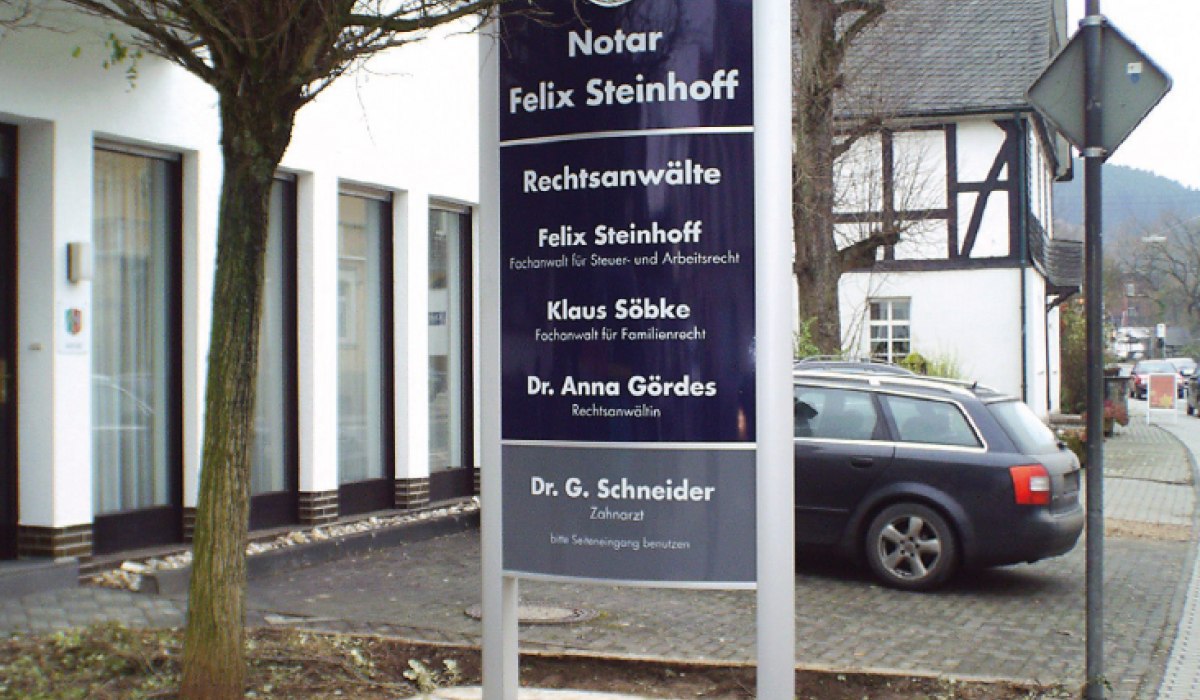 Notar
Felix Steinhoff
Rechtsanwälte
Felix Steinhoff
Fachanwalt für Steuer- und Arbeitsrecht
Klaus Söbke
Fachanwalt für Familienrecht
Dr. Anna Gördes
Rechtsanwältin
Dr. G. Schneider
Zahnarzt
bitte Seiteneingang benutzen